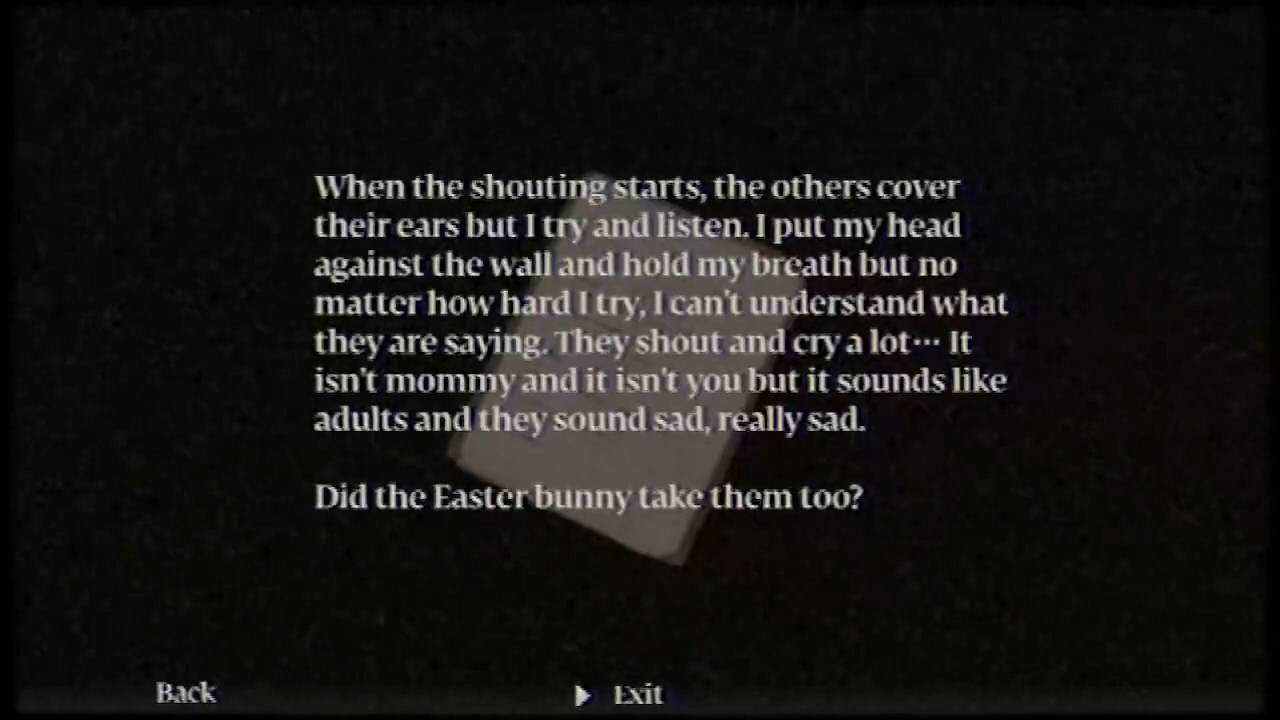 When the shouting starts, the others cover
their ears but I try and listen. I put my head
against the wall and hold my breath but no
matter how hard I try, I can't understand what
they are saying. They shout and cry a lot··· It
isn't mommy and it isn't you but it sounds like
adults and they sound sad, really sad.
Did the Easter bunny take them too?
Back
Exit